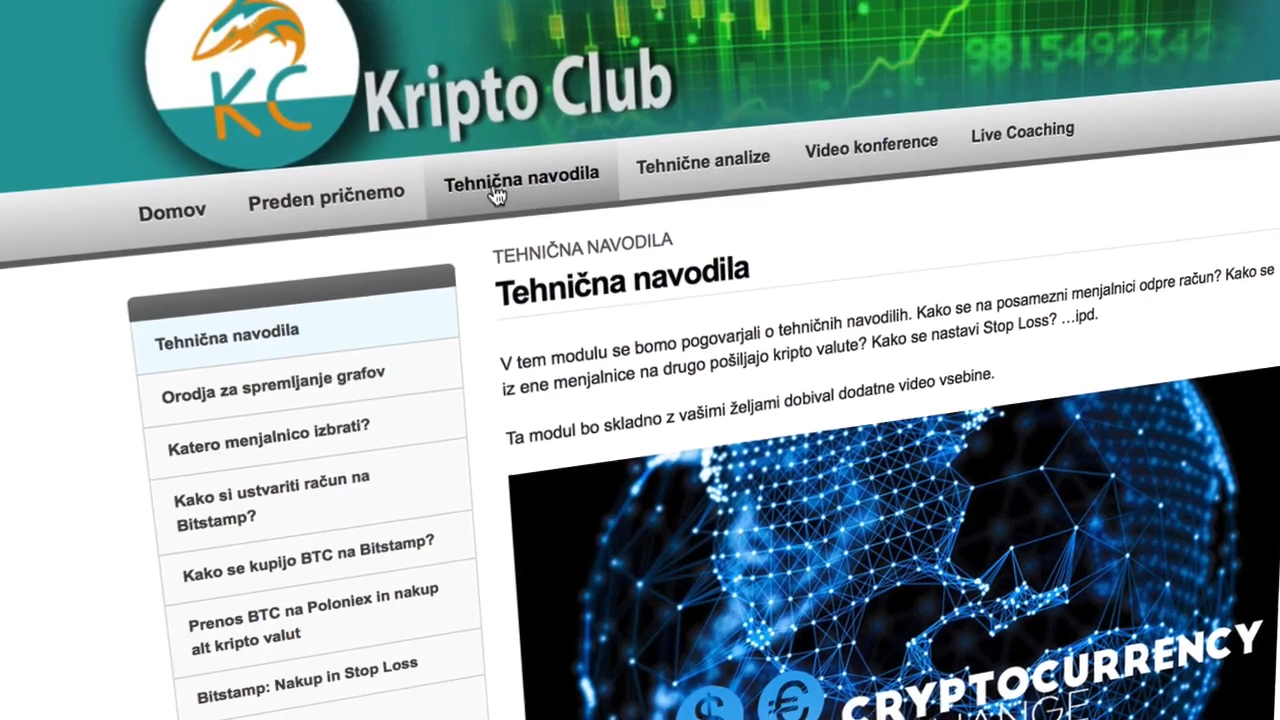 KC
Kripto Club
98154923429
Domov
Preden pričnemo
Tehnična navodila
Tehnične analize
Video konference
Live Coaching
TEHNIČNA NAVODILA
Tehnična navodila
V tem modulu se bomo pogovarjali o tehničnih navodilih. Kako se na posamezni menjalnici odpre račun? Kako se
iz ene menjalnice na drugo pošiljajo kripto valute? Kako se nastavi Stop Loss? …ipd.
Ta modul bo skladno z vašimi željami dobival dodatne video vsebine.
Tehnična navodila
Orodja za spremljanje grafov
Katero menjalnico izbrati?
Kako si ustvariti račun na
Bitstamp?
Kako se kupijo BTC na Bitstamp?
Prenos BTC na Poloniex in nakup
alt kripto valut
Bitstamp: Nakup in Stop Loss
CRYPTOCURRENCY